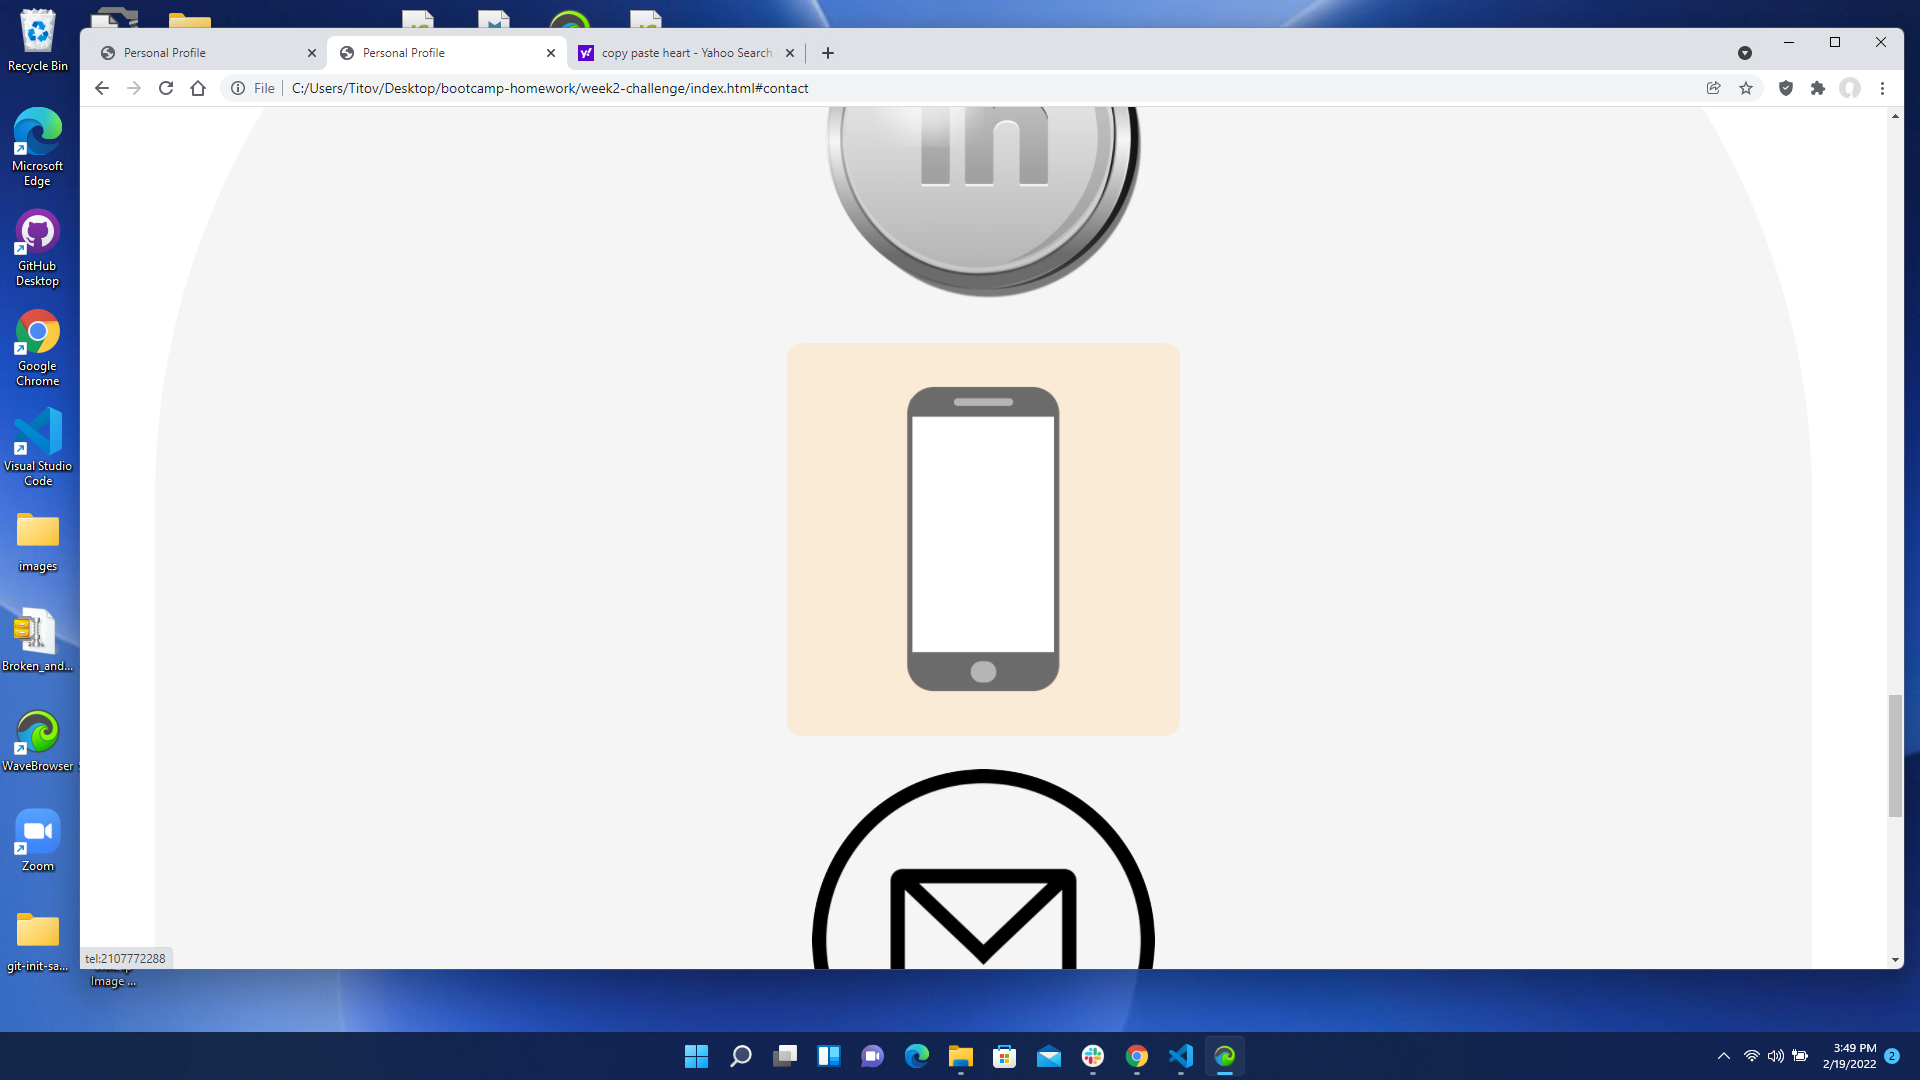 Recycle Bin
Microsoft
Edge
GitHub
Desktop
Google
Chrome
Visual Studio
Code
images
Broken_and...
WaveBrowser
Zoom
git-init-sa...
Image ...
Personal Profile
Personal Profile
copy paste heart - Yahoo Search
File
C:/Users/Titov/Desktop/bootcamp-homework/week2-challenge/index.html#contact
in
tel:2107772288
3:49 PM
2/19/2022
2